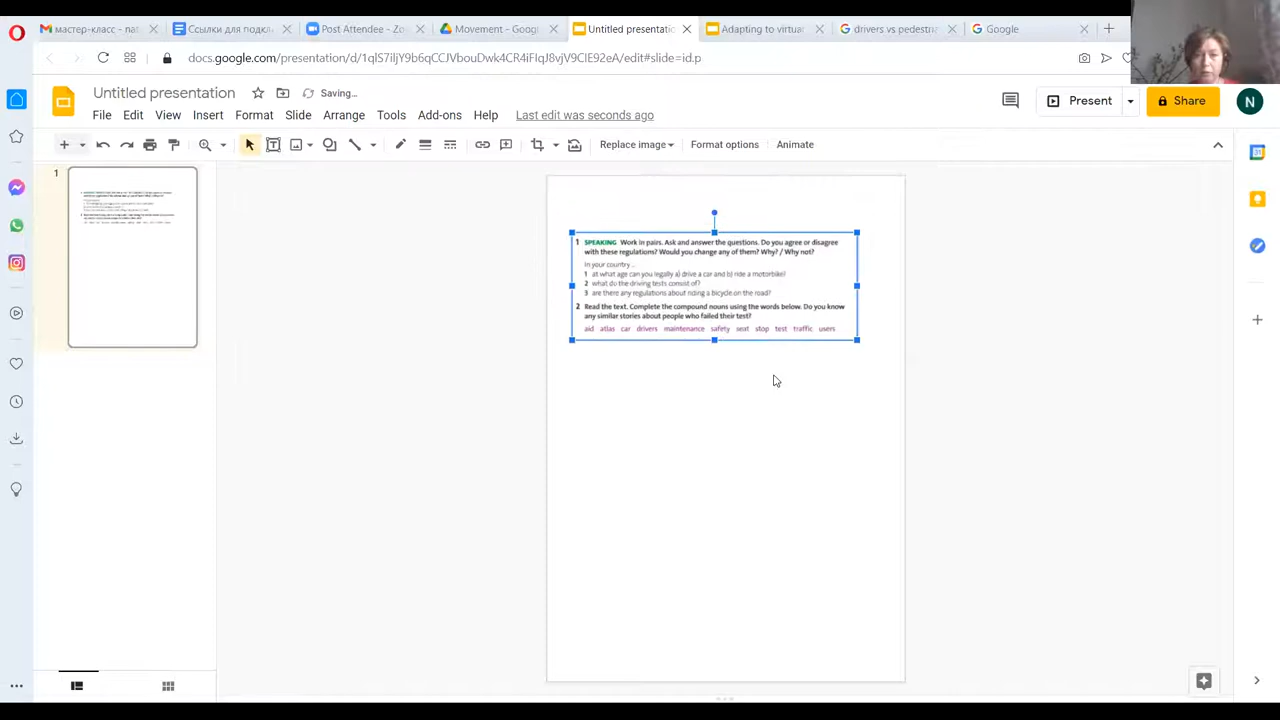 мастер-класс - nat
Ссылки для подкл
Post Attendee - Zo
Movement - Googl
Untitled presentatio
Adapting to virtua
drivers vs pedestria
Google
docs.google.com/presentation/d/1qlS7iljY9b6qCCJVbouDwk4CR4iFIqJ8vjV9ClE92eA/edit#slide=id.p
Untitled presentation
Saving...
File Edit View Insert Format Slide Arrange Tools Add-ons Help Last edit was seconds ago
Present
Share
N
Replace image Format options Animate
31
1
1 SPEAKING Work in pairs. Ask and answer the questions. Do you agree or disagree
with these regulations? Would you change any of them? Why? / Why not?
In your country ...
1 at what age can you legally a) drive a car and b) ride a motorbike?
2 what do the driving tests consist of?
3 are there any regulations about riding a bicycle on the road?
2 Read the text. Complete the compound nouns using the words below. Do you know
any similar stories about people who failed their test?
aid atlas car drivers maintenance safety seat stop test traffic users